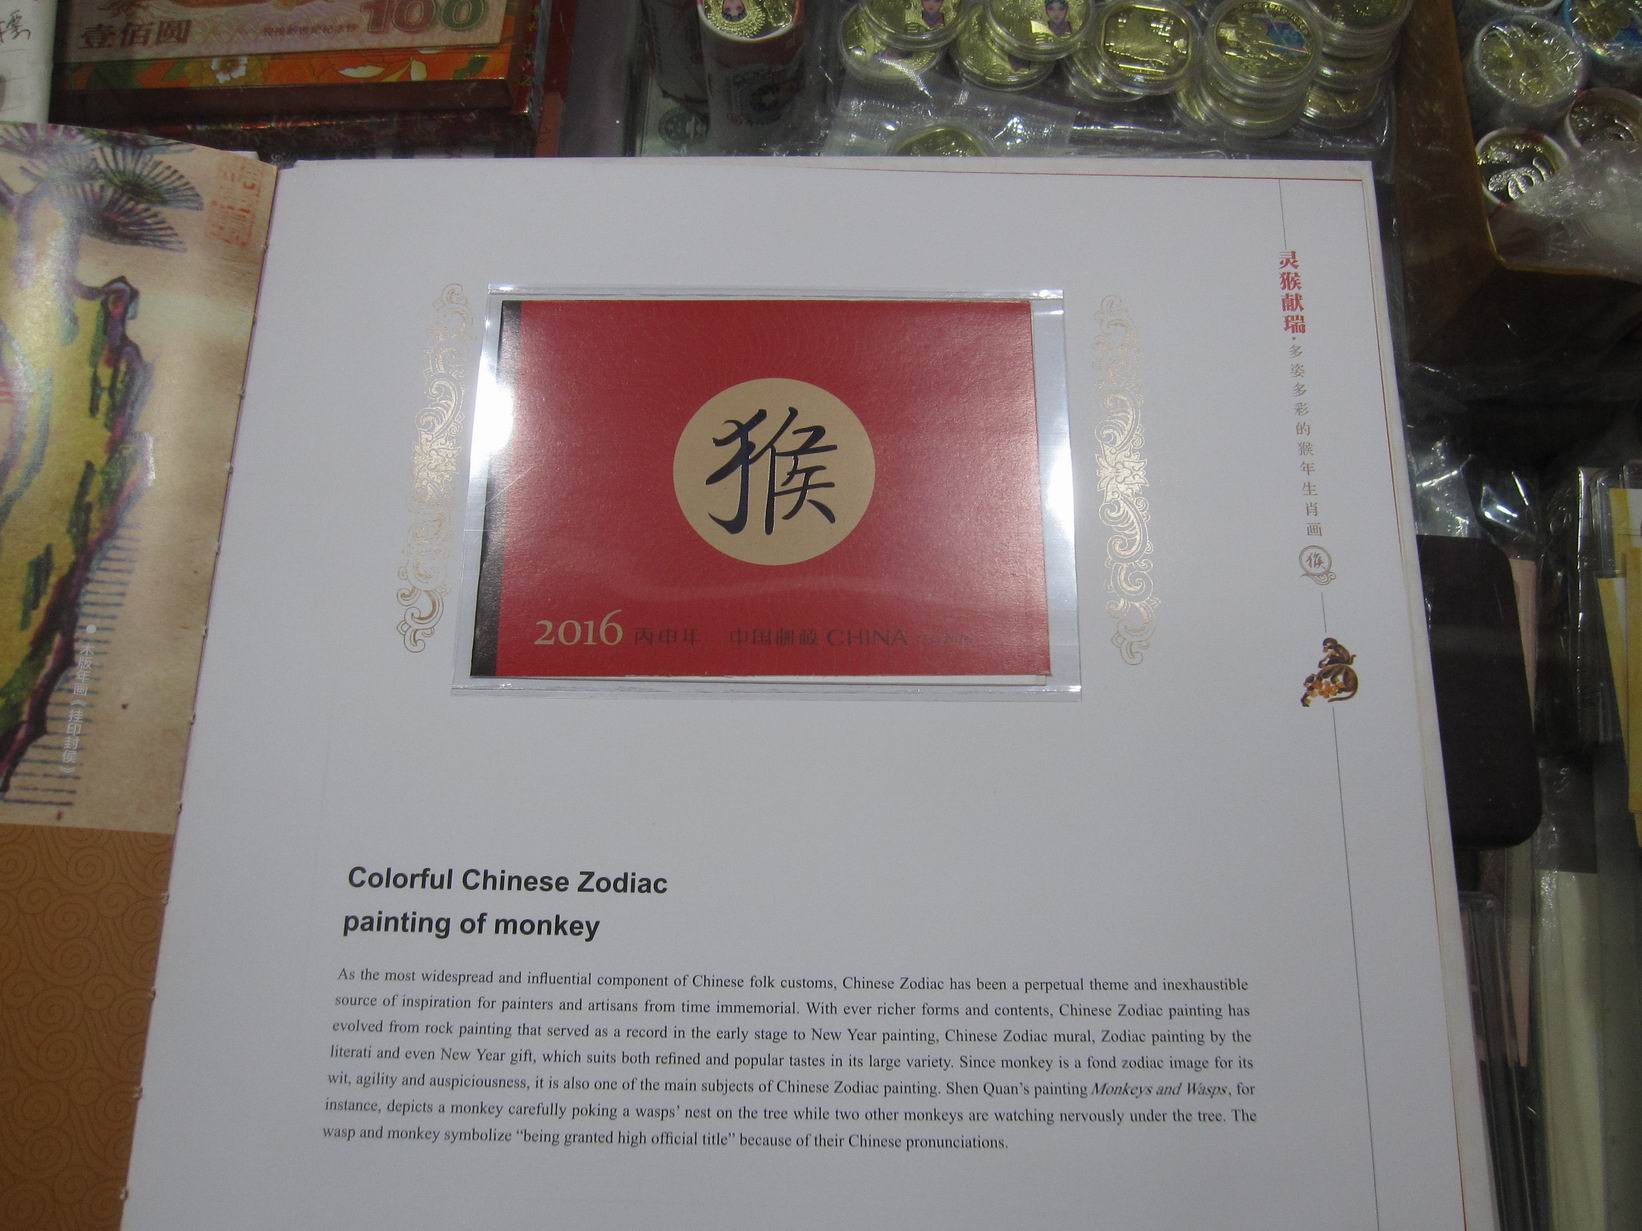 壹佰圆
100
灵猴献瑞·多姿多彩的猴年生肖画
猴
猴
2016 丙申年 中国邮政 CHINA
木版年画《挂印封侯》
Colorful Chinese Zodiac
painting of monkey
As the most widespread and influential component of Chinese folk customs, Chinese Zodiac has been a perpetual theme and inexhaustible
source of inspiration for painters and artisans from time immemorial. With ever richer forms and contents, Chinese Zodiac painting has
evolved from rock painting that served as a record in the early stage to New Year painting, Chinese Zodiac mural, Zodiac painting by the
literati and even New Year gift, which suits both refined and popular tastes in its large variety. Since monkey is a fond zodiac image for its
wit, agility and auspiciousness, it is also one of the main subjects of Chinese Zodiac painting. Shen Quan's painting Monkeys and Wasps, for
instance, depicts a monkey carefully poking a wasps' nest on the tree while two other monkeys are watching nervously under the tree. The
wasp and monkey symbolize “being granted high official title” because of their Chinese pronunciations.